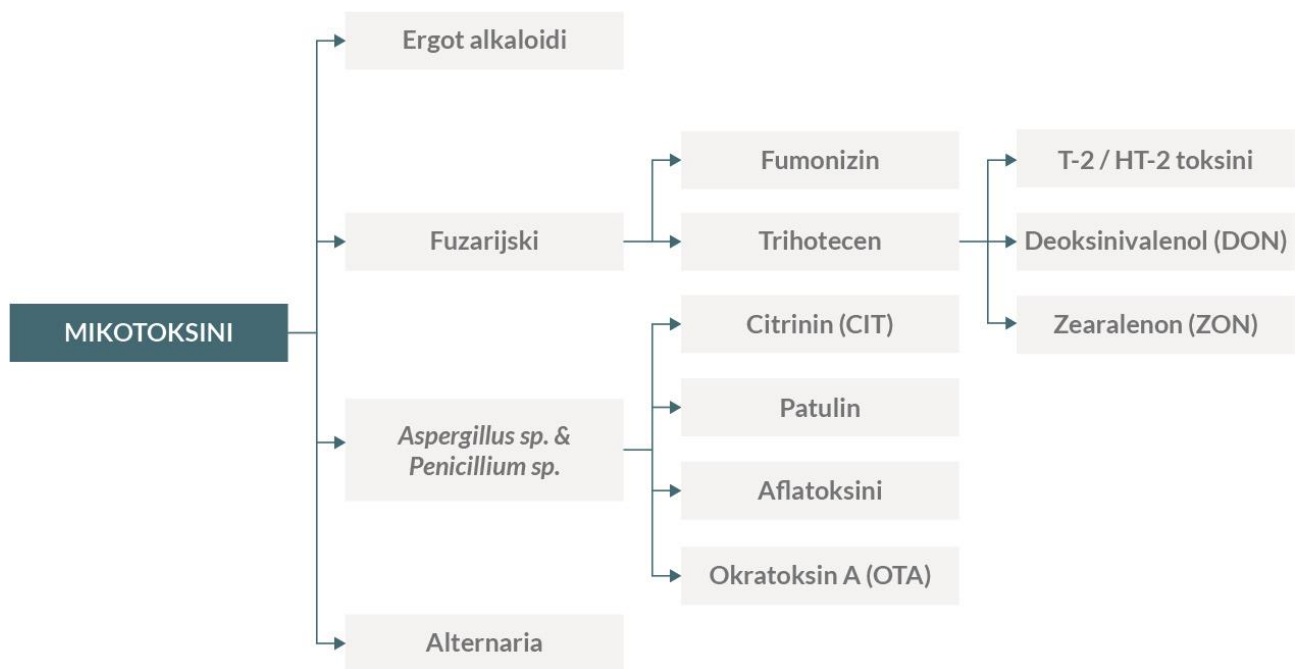 MIKOTOKSINI
Ergot alkaloidi
Fuzarijski
Aspergillus sp. &
Penicillium sp.
Alternaria
Fumonizin
Trihotecen
Citrinin (CIT)
Patulin
Aflatoksini
Okratoksin A (OTA)
T-2 / HT-2 toksini
Deoksinivalenol (DON)
Zearalenon (ZON)